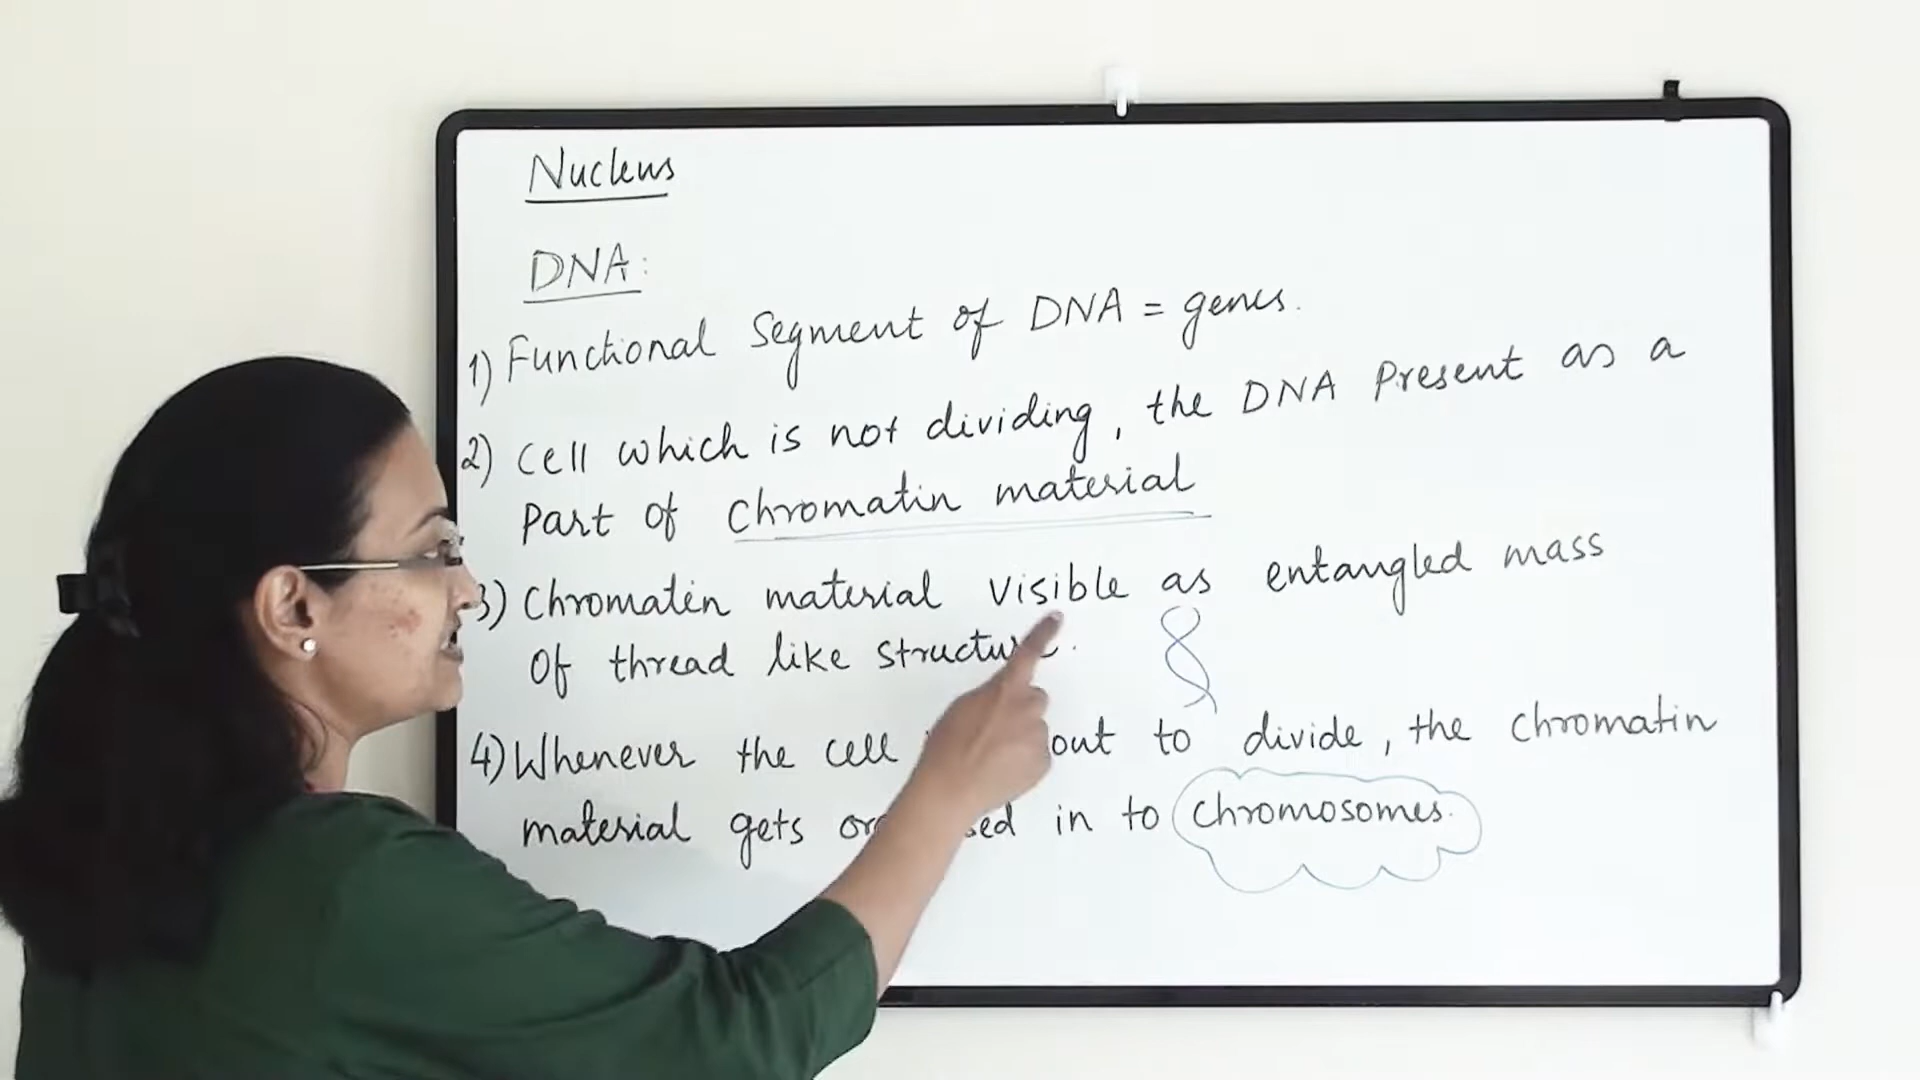 Nucleus
DNA:
1) Functional Segment of DNA = genes.
2) Cell which is not dividing, the DNA Present as a
Part of Chromatin material
3) Chromatin material visible as entangled mass
Of thread like structure.
4) Whenever the cell to divide, the chromatin
material gets in to chromosomes.